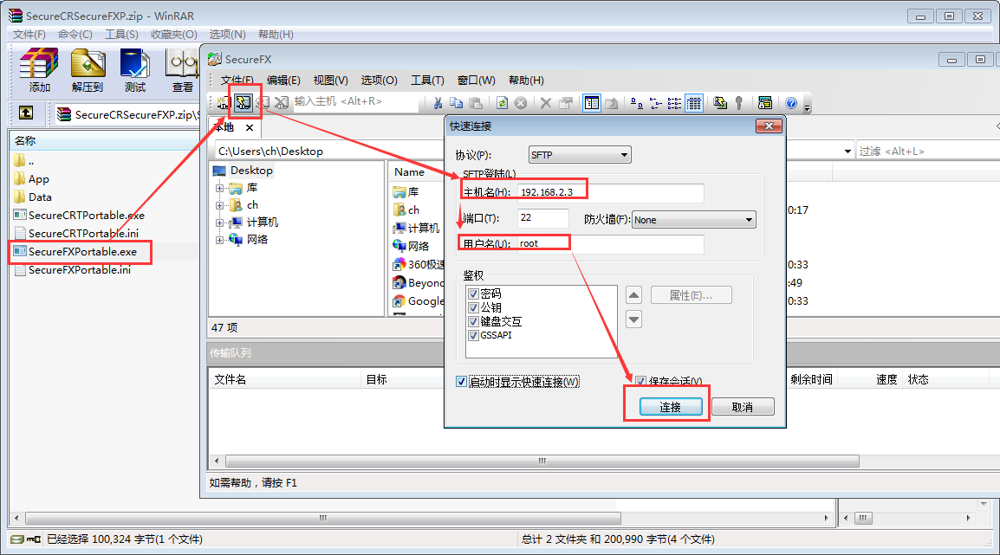 SecureCRSecureFXP.zip - WinRAR
文件(F) 命令(C) 工具(S) 收藏夹(O) 选项(N) 帮助(H)
添加 解压到 测试 查看
SecureCRSecureFXP.zip\S
名称
..
App
Data
SecureCRTPortable.exe
SecureCRTPortable.ini
SecureFXPortable.exe
SecureFXPortable.ini
SecureFX
文件(F) 编辑(E) 视图(V) 选项(O) 工具(T) 窗口(W) 帮助(H)
输入主机 <Alt+R>
本地
C:\Users\ch\Desktop
过滤 <Alt+L>
Desktop
库
ch
计算机
网络
Name
库
ch
计算机
网络
360极速
Beyond
Google
0:17
0:33
:49
0:33
47 项
传输队列
文件名 目标 剩余时间 速度 状态
如需帮助，请按 F1
快速连接
协议(P): SFTP
SFTP登陆(L)
主机名(H): 192.168.2.3
端口(T): 22 防火墙(F): None
用户名(U): root
鉴权
密码
公钥
键盘交互
GSSAPI
属性(E)...
启动时显示快速连接(W) 保存会话(V)
连接 取消
已经选择 100,324 字节(1 个文件) 总计 2 文件夹 和 200,990 字节(4 个文件)